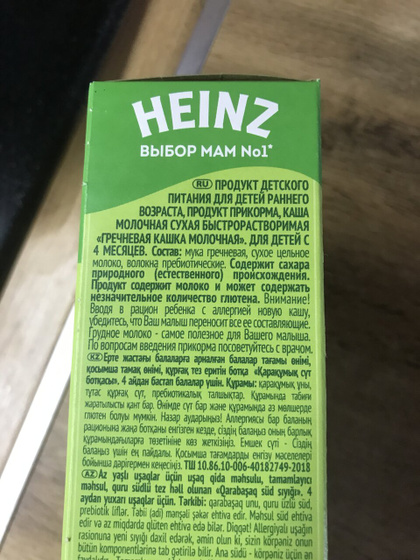 HEINZ
ВЫБОР МАМ №1*
RU ПРОДУКТ ДЕТСКОГО
ПИТАНИЯ ДЛЯ ДЕТЕЙ РАННЕГО
ВОЗРАСТА, ПРОДУКТ ПРИКОРМА, КАША
МОЛОЧНАЯ СУХАЯ БЫСТРОРАСТВОРИМАЯ
«ГРЕЧНЕВАЯ КАШКА МОЛОЧНАЯ». ДЛЯ ДЕТЕЙ С
4 МЕСЯЦЕВ. Состав: мука гречневая, сухое цельное
молоко, волокна пребиотические. Содержит сахара
природного (естественного) происхождения.
Продукт содержит молоко и может содержать
незначительное количество глютена. Внимание!
Вводя в рацион ребенка с аллергией новую кашу,
убедитесь, что Ваш малыш переносит все ее составляющие.
Грудное молоко - самое полезное для Вашего малыша.
По вопросам введения прикорма посоветуйтесь с врачом.
KZ Ерте жастағы балаларға арналған балалар тағамы өнімі,
қосымша тамақ өнімі, құрғақ тез еритін ботқа «Қарақұмық сүт
ботқасы». 4 айдан бастап балалар үшін. Құрамы: қарақұмық ұны,
тұтас құрғақ сүт, пребиотикалық талшықтар. Құрамында табиғи
жаратылысты қант бар. Өнімде сүт бар және құрамында аз мөлшерде
глютен болуы мүмкін. Назар аударыңыз! Аллергиясы бар баланың
рационына жаңа ботқаны енгізген кезде, сіздің балаңыз оның барлық
құрамындағыларын төзетініне көз жеткізіңіз. Емшек сүті - Сіздің
балаңыз үшін ең пайдалы. Қосымша тағамдарды енгізу мәселелері
бойынша дәрігермен кеңесіңіз. ТШ 10.86.10-006-40182749-2018
AZ Az yaşlı uşaqlar üçün uşaq qida məhsulu, tamamlayıcı
məhsul, quru südlü tez həll olunan «Qarabaşaq süd sıyığı». 4
aydan yuxarı uşaqlar üçün. Tərkibi: qarabaşaq unu, quru üzlü süd,
prebiotik liflər. Təbii (adi) mənşəli şəkər ehtiva edir. Məhsul süd ehtiva
edir və az miqdarda qlüten ehtiva edə bilər. Diqqət! Allergiyalı uşağın
rasionuna yeni sıyığı daxil edərək, əmin olun ki, sizin körpəniz onun
bütün komponentlərinə tab gətirilə bilir. Ana südü - körpəniz üçün ən